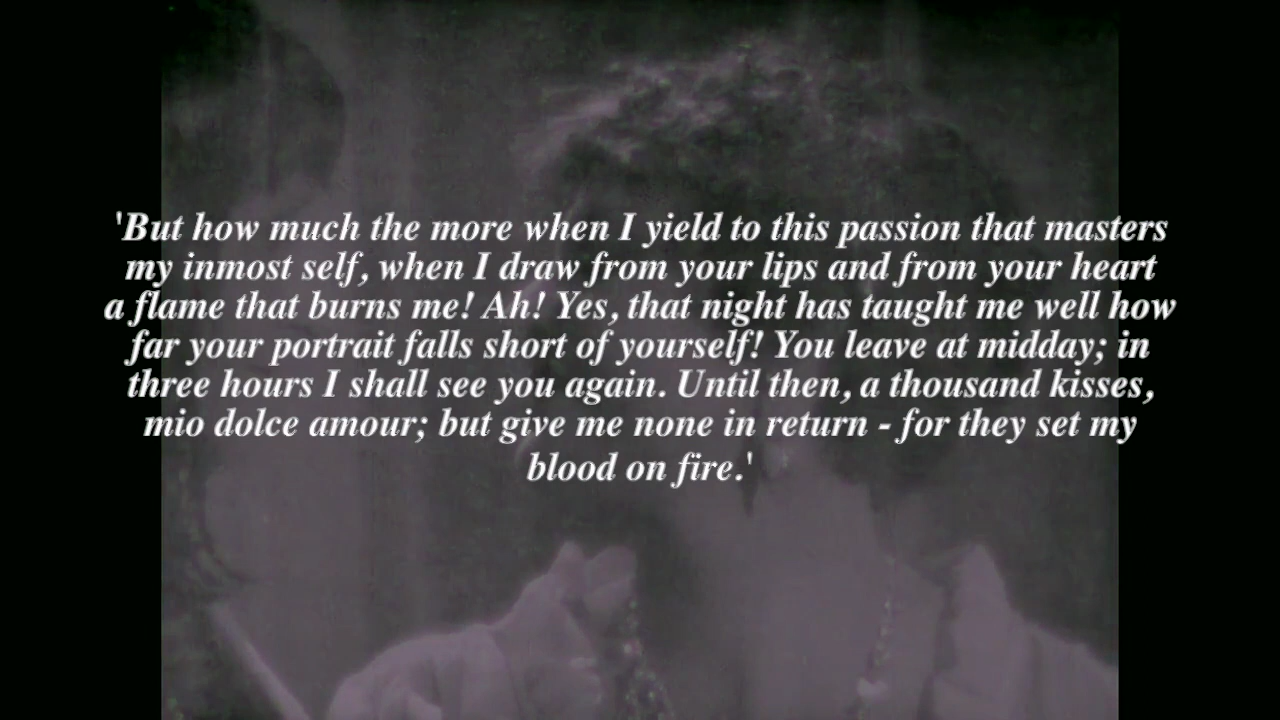 'But how much the more when I yield to this passion that masters
my inmost self, when I draw from your lips and from your heart
a flame that burns me! Ah! Yes, that night has taught me well how
far your portrait falls short of yourself! You leave at midday; in
three hours I shall see you again. Until then, a thousand kisses,
mio dolce amour; but give me none in return - for they set my
blood on fire.'